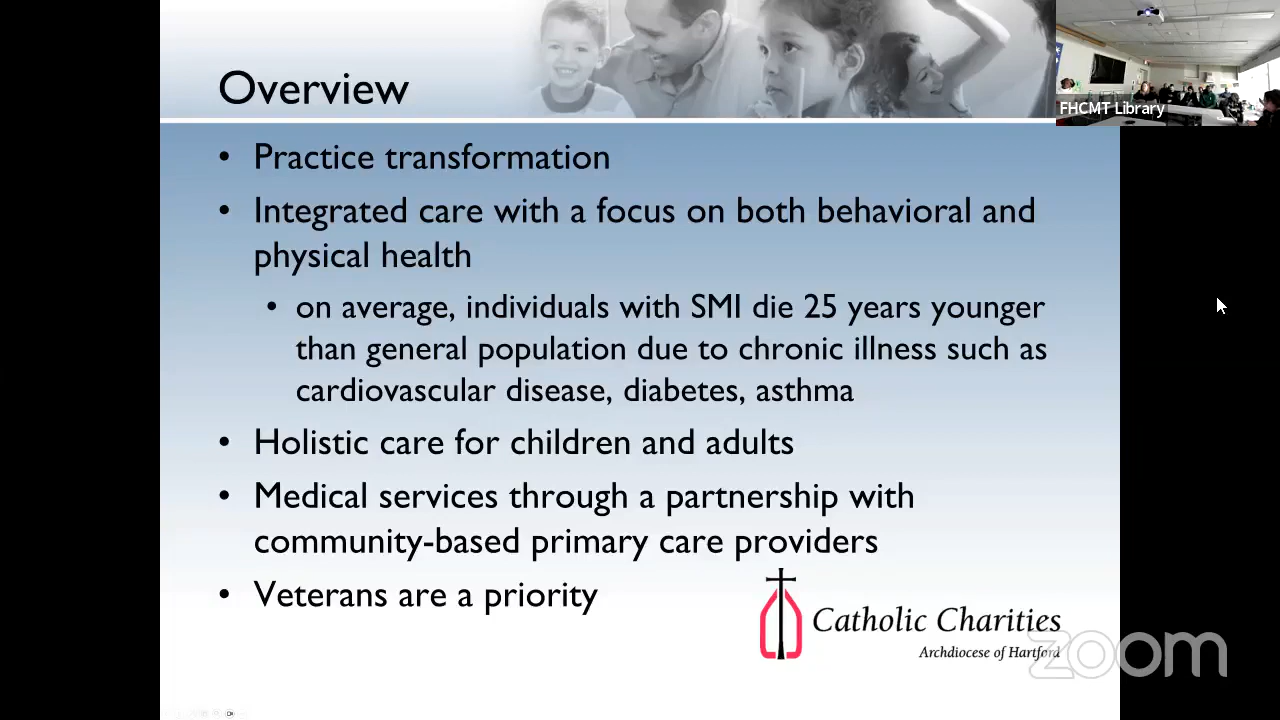 Overview
FHCMT Library
• Practice transformation
• Integrated care with a focus on both behavioral and
physical health
• on average, individuals with SMI die 25 years younger
than general population due to chronic illness such as
cardiovascular disease, diabetes, asthma
• Holistic care for children and adults
• Medical services through a partnership with
community-based primary care providers
• Veterans are a priority
Catholic Charities
Archdiocese of Hartford
zoom